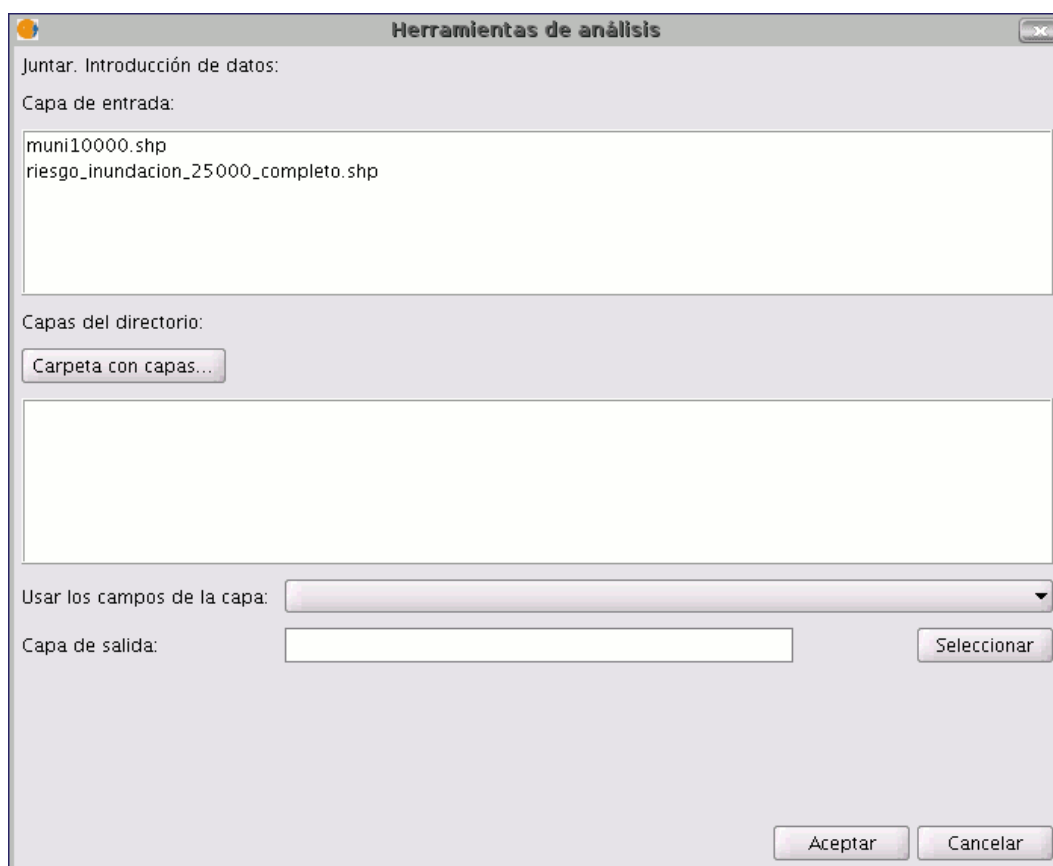 Herramientas de análisis
Juntar. Introducción de datos:
Capa de entrada:
muni10000.shp
riesgo_inundacion_25000_completo.shp
Capas del directorio:
Carpeta con capas...
Usar los campos de la capa:
Capa de salida:
Seleccionar
Aceptar
Cancelar